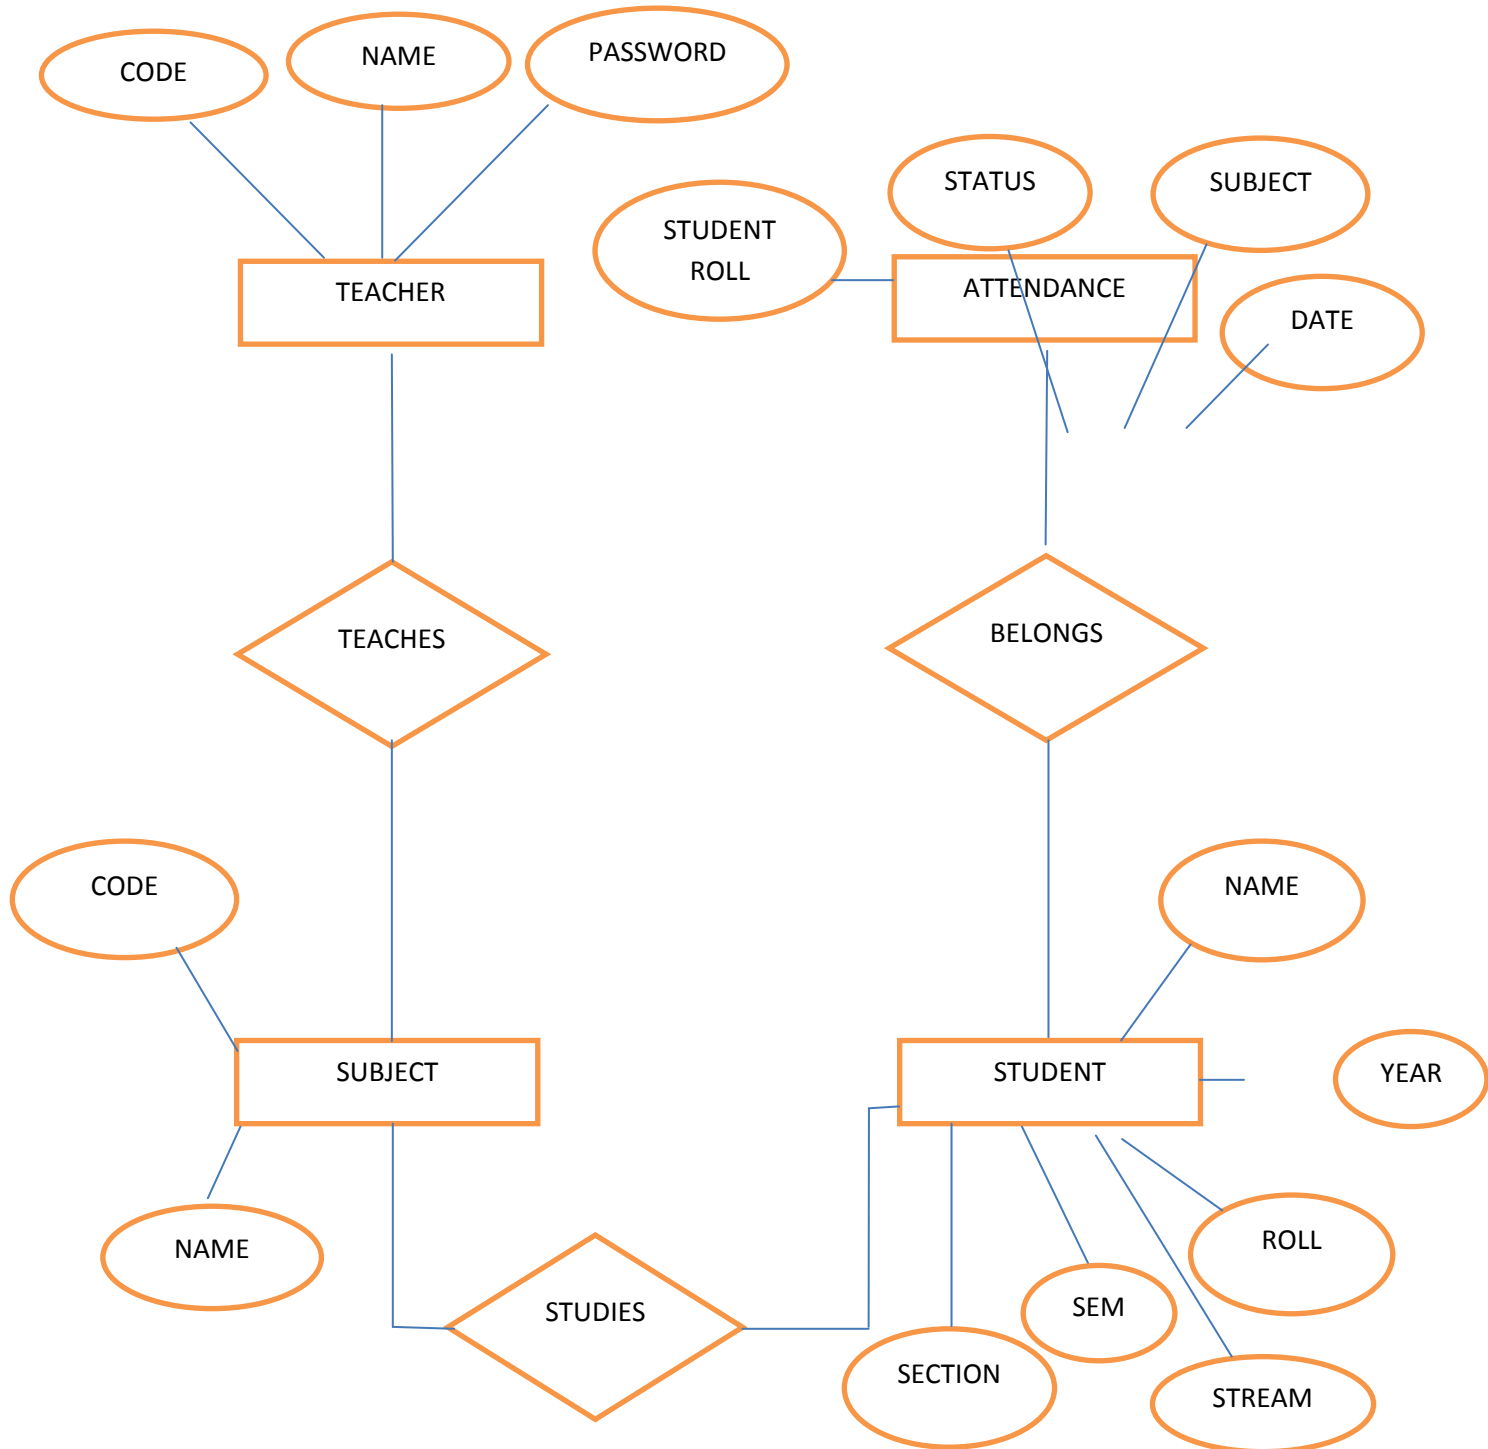 CODE
NAME
PASSWORD
STATUS
SUBJECT
STUDENT
ROLL
TEACHER
ATTENDANCE
DATE
TEACHES
BELONGS
CODE
NAME
SUBJECT
STUDENT
YEAR
NAME
ROLL
STUDIES
SEM
SECTION
STREAM